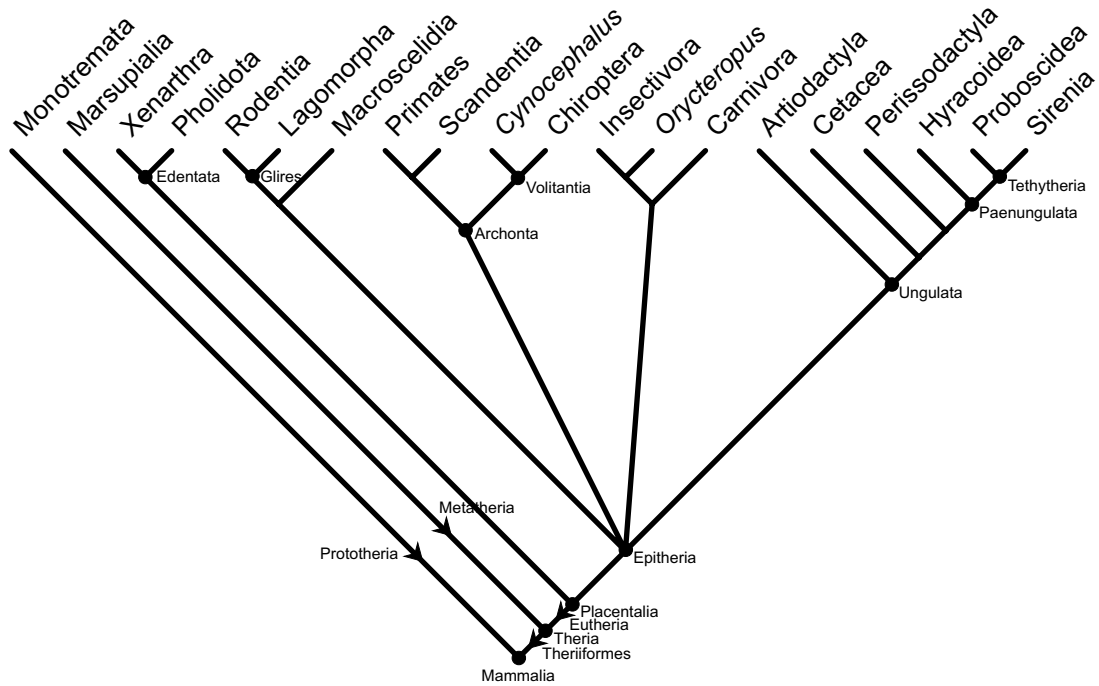 Monotremata
Marsupialia
Xenarthra
Pholidota
Rodentia
Lagomorpha
Macroscelidia
Primates
Scandentia
Cynocephalus
Chiroptera
Insectivora
Orycteropus
Carnivora
Artiodactyla
Cetacea
Perissodactyla
Hyracoidea
Proboscidea
Sirenia
Edentata
Glires
Volitantia
Tethytheria
Paenungulata
Archonta
Ungulata
Metatheria
Prototheria
Epitheria
Placentalia
Eutheria
Theria
Theriiformes
Mammalia